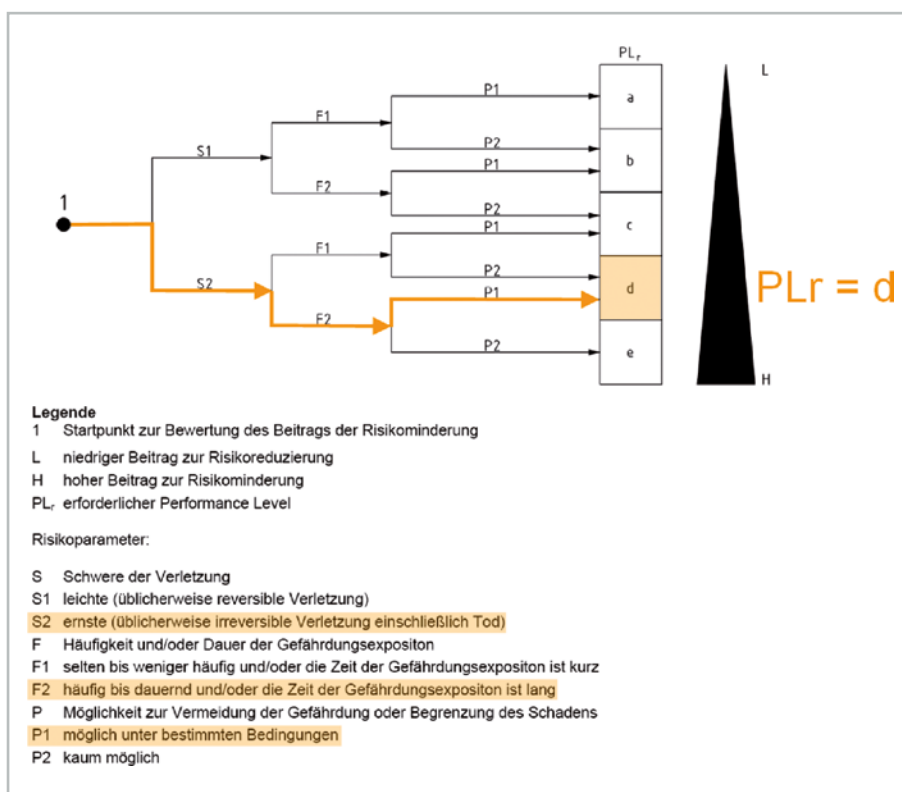 PLr
L
P1
a
F1
P2
S1
P1
b
F2
1
P2
c
P1
F1
P2
S2
P1
d
PLr = d
F2
P2
e
H
Legende
1 Startpunkt zur Bewertung des Beitrags der Risikominderung
L niedriger Beitrag zur Risikoreduzierung
H hoher Beitrag zur Risikominderung
PLr erforderlicher Performance Level
Risikoparameter:
S Schwere der Verletzung
S1 leichte (üblicherweise reversible Verletzung)
S2 ernste (üblicherweise irreversible Verletzung einschließlich Tod)
F Häufigkeit und/oder Dauer der Gefährdungsexpositon
F1 selten bis weniger häufig und/oder die Zeit der Gefährdungsexpositon ist kurz
F2 häufig bis dauernd und/oder die Zeit der Gefährdungsexpositon ist lang
P Möglichkeit zur Vermeidung der Gefährdung oder Begrenzung des Schadens
P1 möglich unter bestimmten Bedingungen
P2 kaum möglich